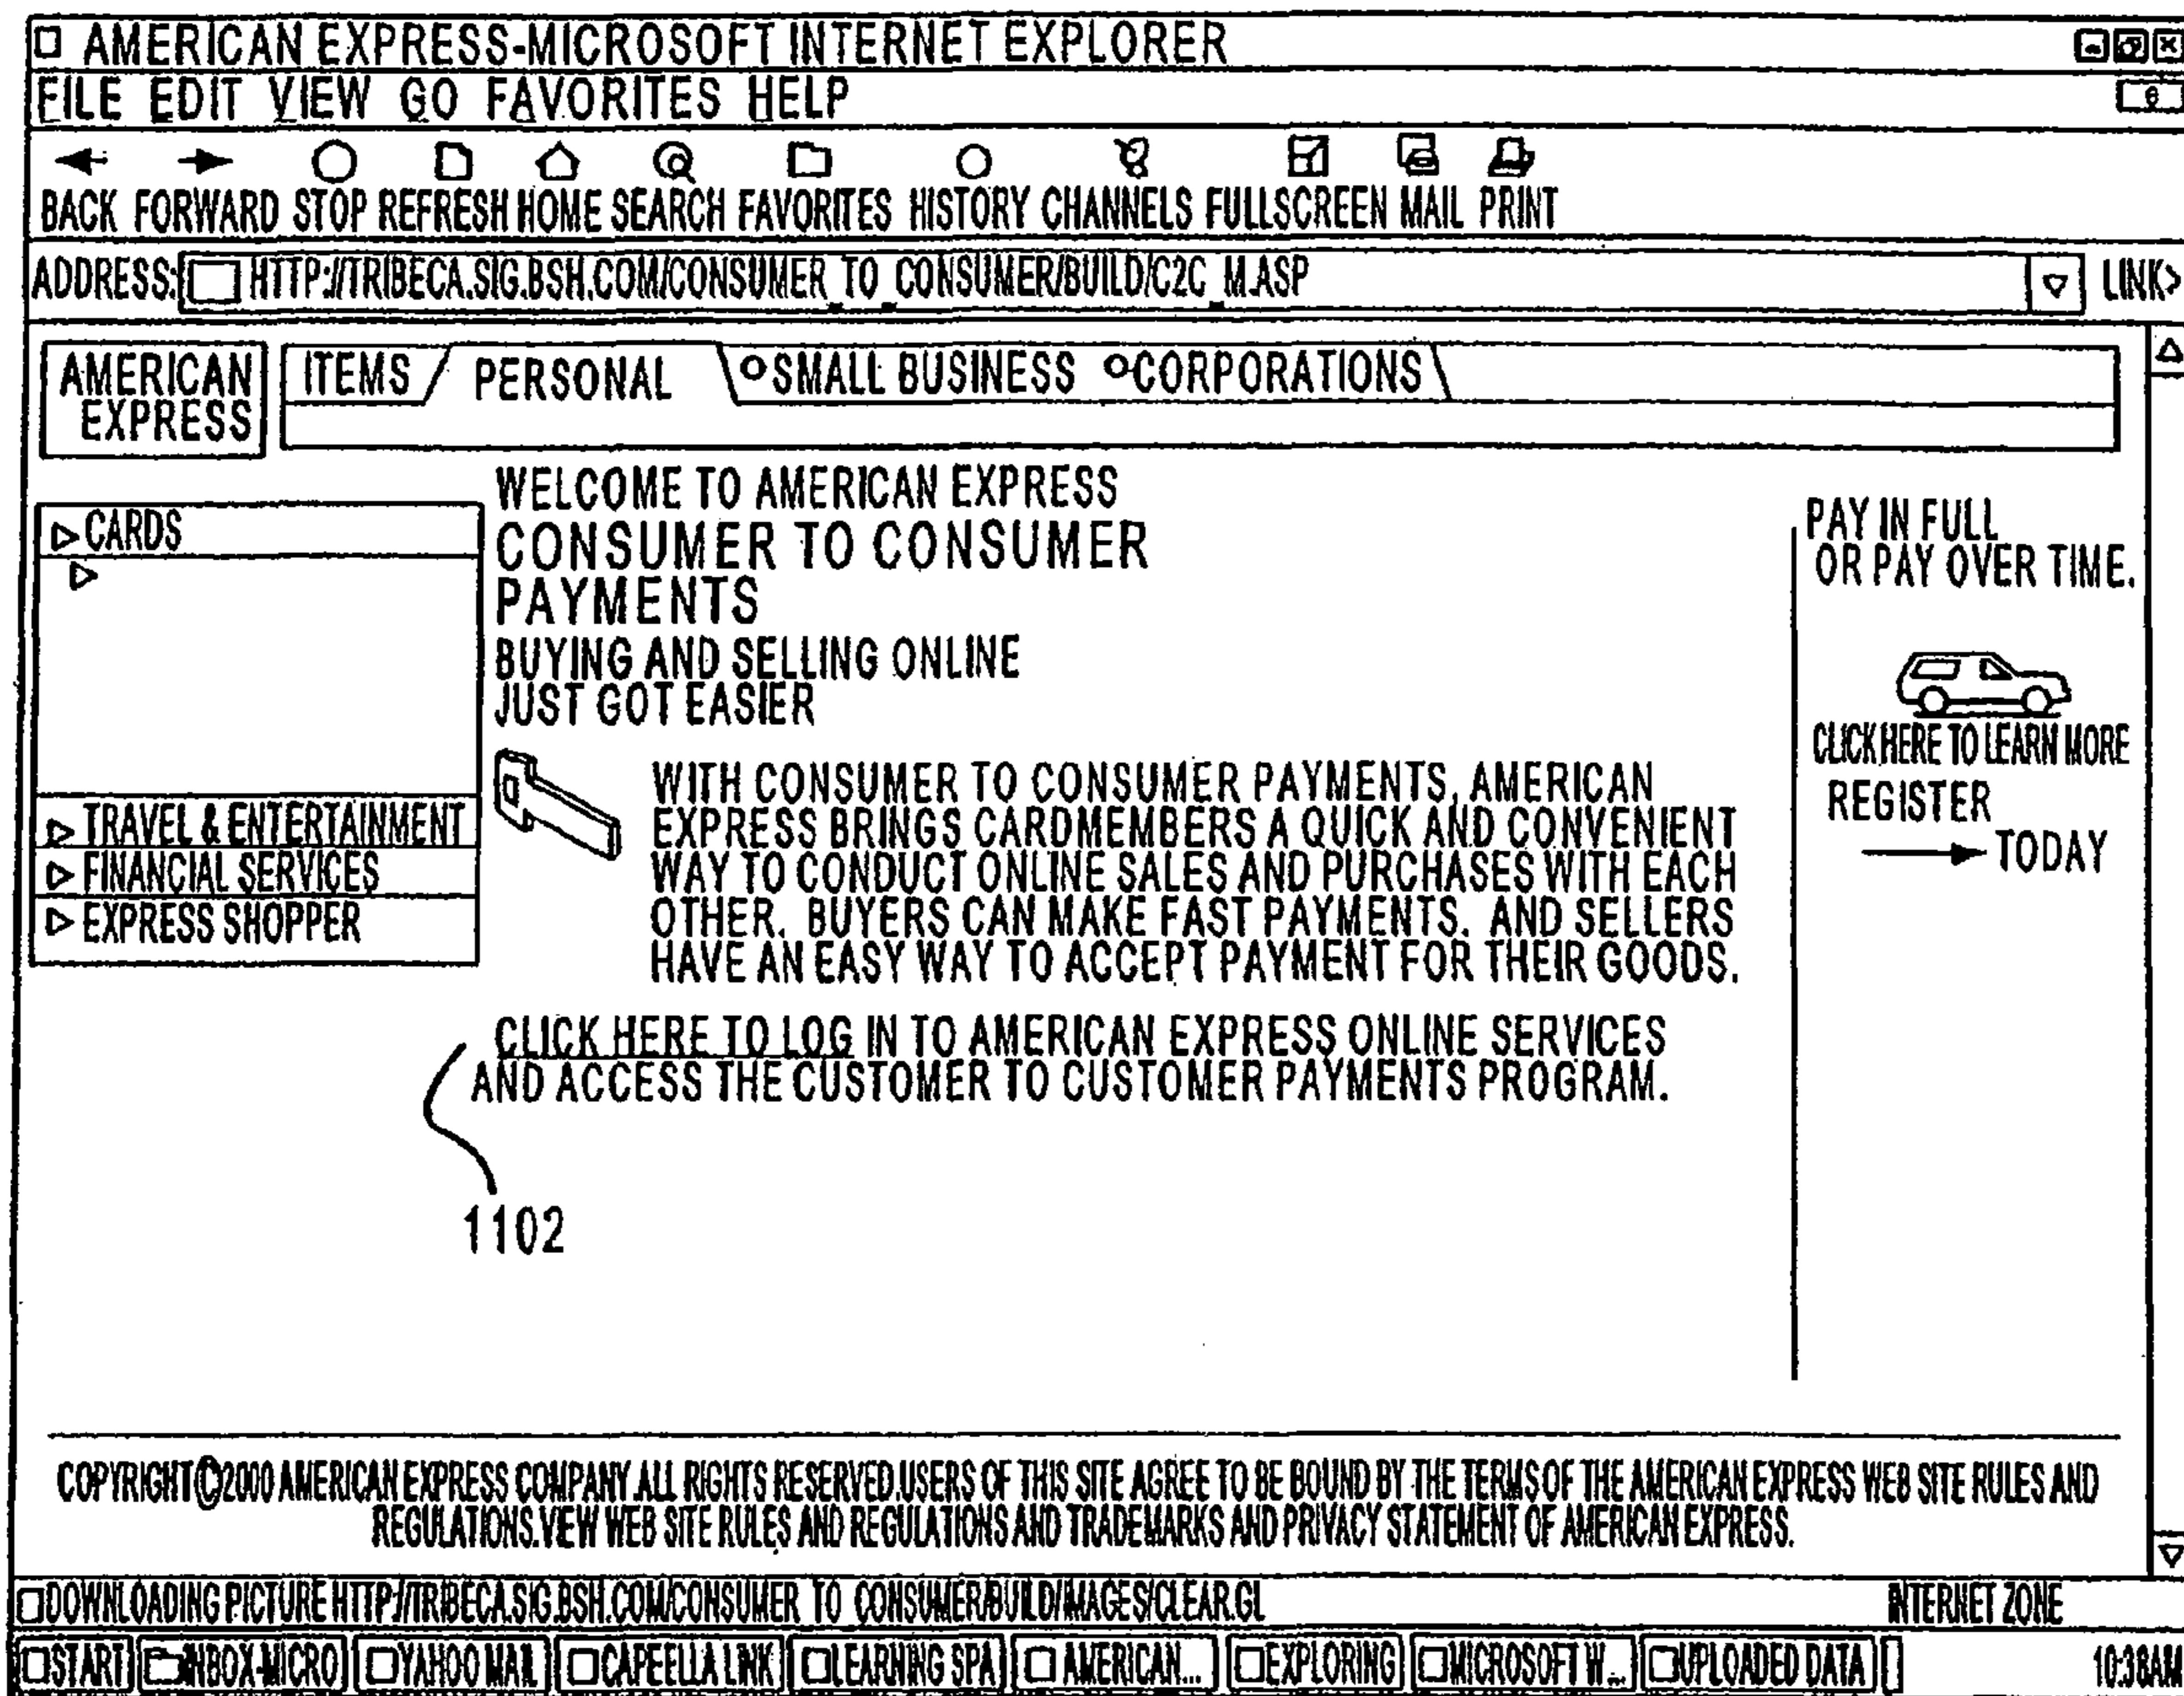 AMERICAN EXPRESS-MICROSOFT INTERNET EXPLORER
FILE EDIT VIEW GO FAVORITES HELP
BACK FORWARD STOP REFRESH HOME SEARCH FAVORITES HISTORY CHANNELS FULLSCREEN MAIL PRINT
ADDRESS: HTTP://TRIBECA.SIG.BSH.COM/CONSUMER_TO_CONSUMER/BUILD/C2C_M.ASP LINK>
AMERICAN
EXPRESS
ITEMS PERSONAL SMALL BUSINESS CORPORATIONS
CARDS
TRAVEL & ENTERTAINMENT
FINANCIAL SERVICES
EXPRESS SHOPPER
WELCOME TO AMERICAN EXPRESS
CONSUMER TO CONSUMER
PAYMENTS
BUYING AND SELLING ONLINE
JUST GOT EASIER
WITH CONSUMER TO CONSUMER PAYMENTS, AMERICAN
EXPRESS BRINGS CARDMEMBERS A QUICK AND CONVENIENT
WAY TO CONDUCT ONLINE SALES AND PURCHASES WITH EACH
OTHER. BUYERS CAN MAKE FAST PAYMENTS. AND SELLERS
HAVE AN EASY WAY TO ACCEPT PAYMENT FOR THEIR GOODS.
CLICK HERE TO LOG IN TO AMERICAN EXPRESS ONLINE SERVICES
AND ACCESS THE CUSTOMER TO CUSTOMER PAYMENTS PROGRAM.
1102
PAY IN FULL
OR PAY OVER TIME.
CLICK HERE TO LEARN MORE
REGISTER
TODAY
COPYRIGHT©2000 AMERICAN EXPRESS COMPANY.ALL RIGHTS RESERVED.USERS OF THIS SITE AGREE TO BE BOUND BY THE TERMS OF THE AMERICAN EXPRESS WEB SITE RULES AND
REGULATIONS.VIEW WEB SITE RULES AND REGULATIONS AND TRADEMARKS AND PRIVACY STATEMENT OF AMERICAN EXPRESS.
DOWNLOADING PICTURE HTTP://TRIBECA.SIG.BSH.COM/CONSUMER TO CONSUMER/BUILD/IMAGES/CLEAR.GL INTERNET ZONE
START INBOX-MICRO YAHOO MAIL CAPEELLA LINK LEARNING SPA AMERICAN... EXPLORING MICROSOFT W... UPLOADED DATA 10:38AM